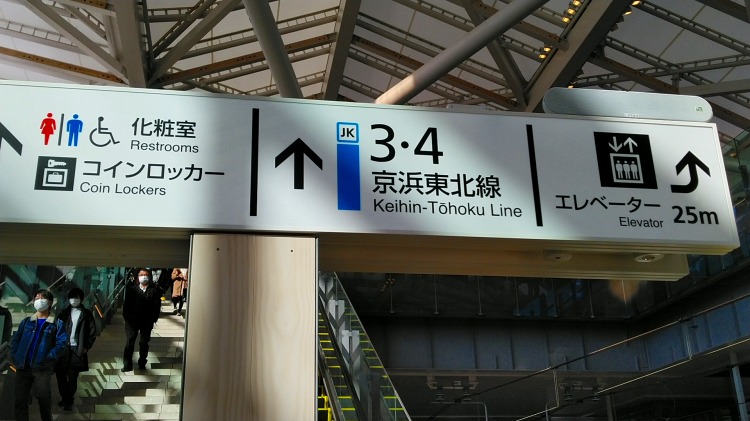 化粧室
Restrooms
コインロッカー
Coin Lockers
JK
3・4
京浜東北線
Keihin-Tōhoku Line
エレベーター
Elevator
25m